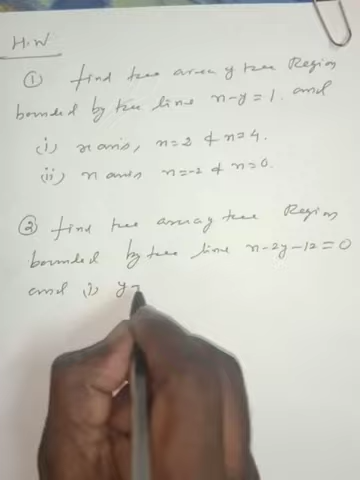 H.W
① find the area of the Region
bounded by the line x-y=1. and
(i) x axis, x=2 & x=4.
(ii) x axis x=-2 & x=0.
② find the area of the Region
bounded by the line x-2y-12=0
and (i) y=